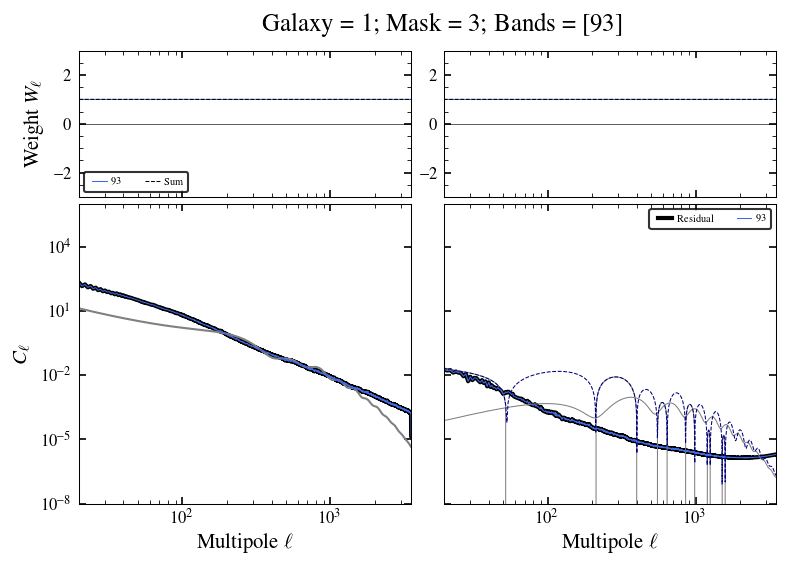 Galaxy = 1; Mask = 3; Bands = [93]
Weight W_ℓ
2
0
−2
93
Sum
2
0
−2
C_ℓ
10^4
10^1
10^−2
10^−5
10^−8
10^2
10^3
Multipole ℓ
Residual
93
10^2
10^3
Multipole ℓ